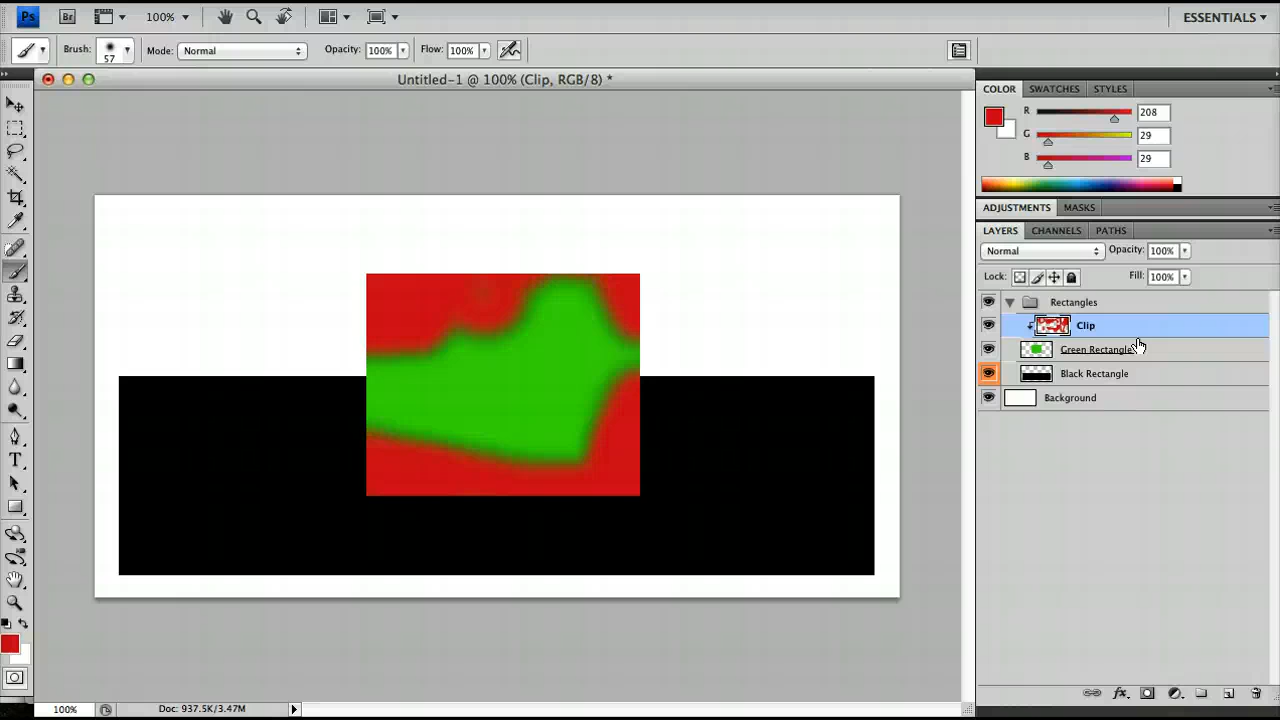 Ps Br 100% ESSENTIALS
Brush: 57 Mode: Normal Opacity: 100% Flow: 100%
Untitled-1 @ 100% (Clip, RGB/8) *
COLOR SWATCHES STYLES
R 208
G 29
B 29
ADJUSTMENTS MASKS
LAYERS CHANNELS PATHS
Normal Opacity: 100%
Lock: Fill: 100%
Rectangles
Clip
Green Rectangle
Black Rectangle
Background
T
fx
100% Doc: 937.5K/3.47M